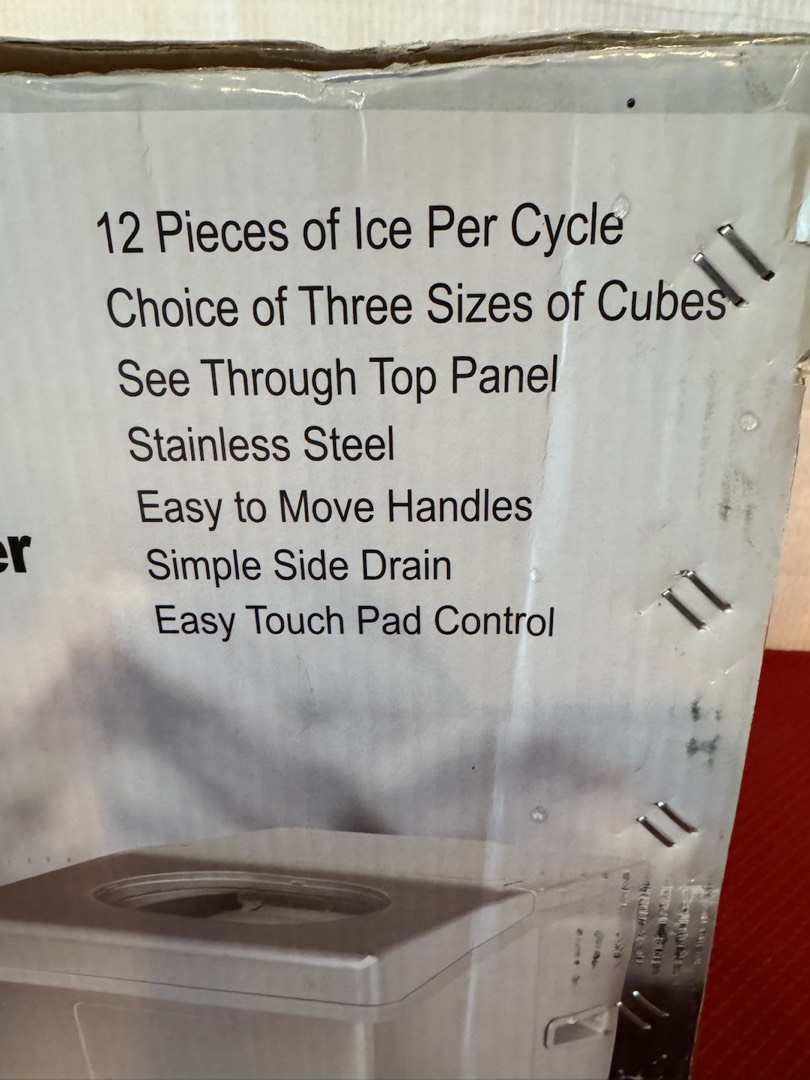 12 Pieces of Ice Per Cycle
Choice of Three Sizes of Cubes
See Through Top Panel
Stainless Steel
Easy to Move Handles
er
Simple Side Drain
Easy Touch Pad Control